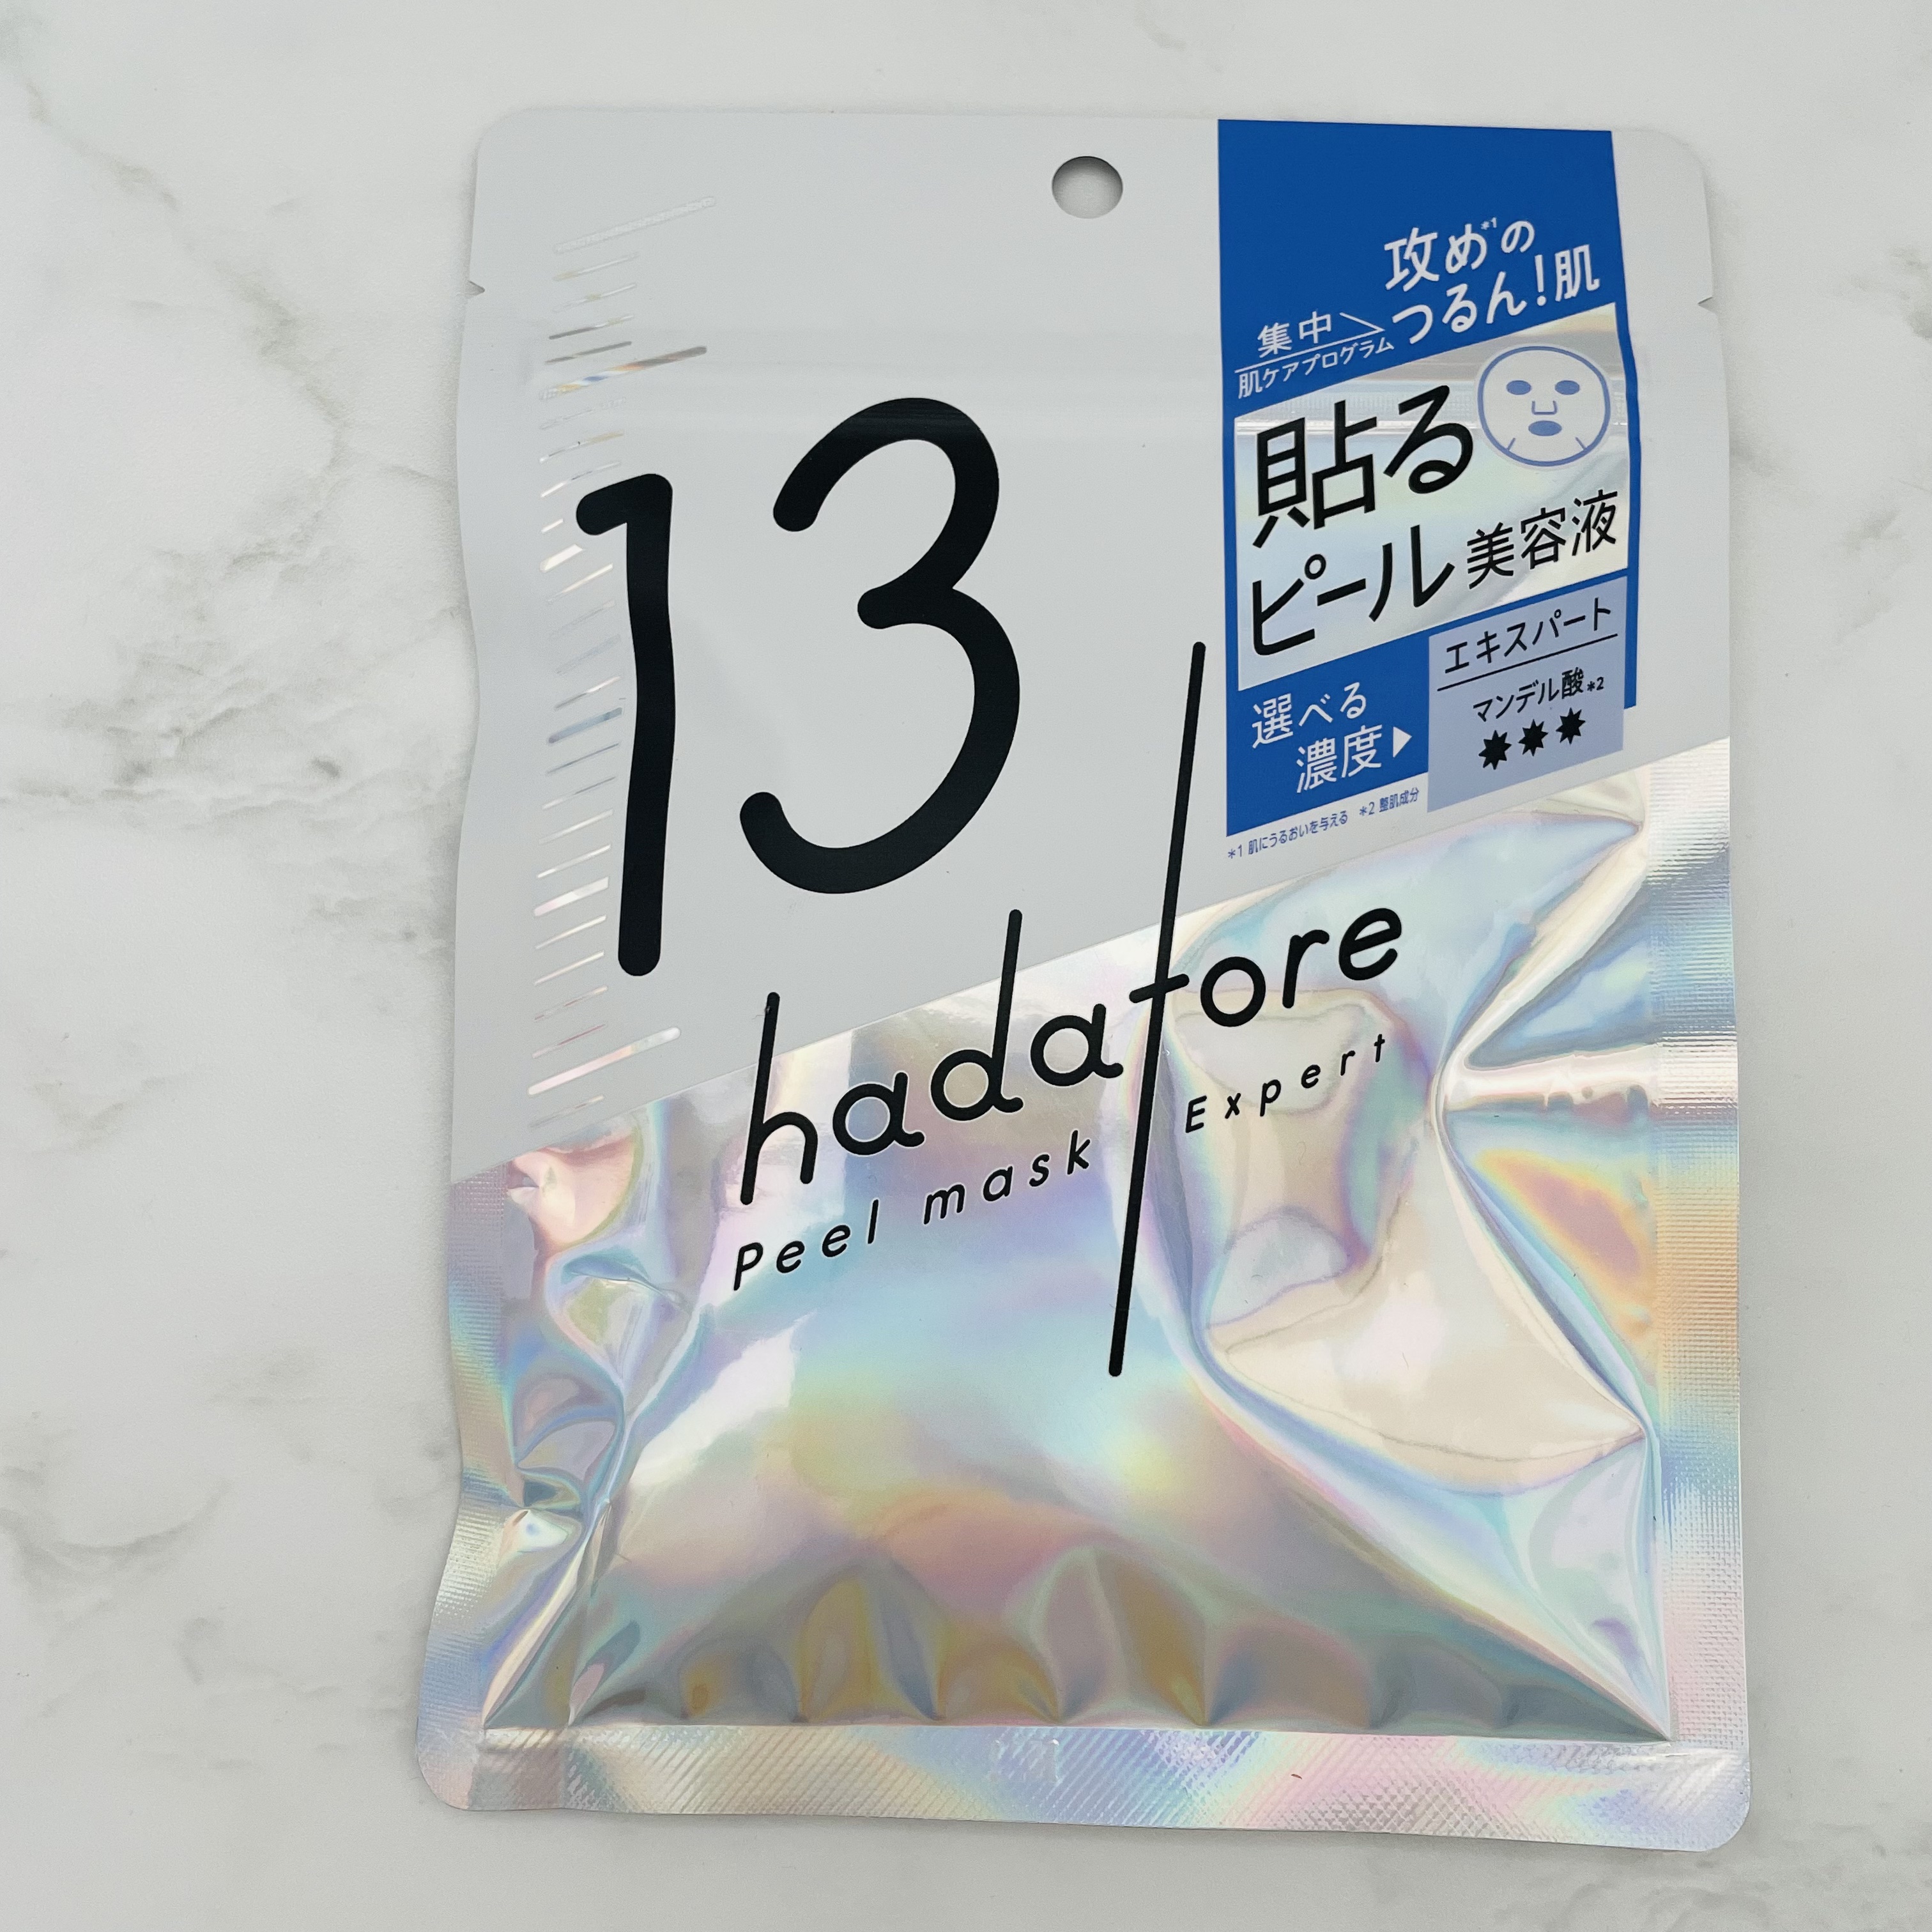 攻め*1の
つるん!肌
集中
肌ケアプログラム
貼る
ピール美容液
選べる
濃度
エキスパート
マンデル酸*2
*1 肌にうるおいを与える *2 整肌成分
13
hadafore
Peel mask Expert